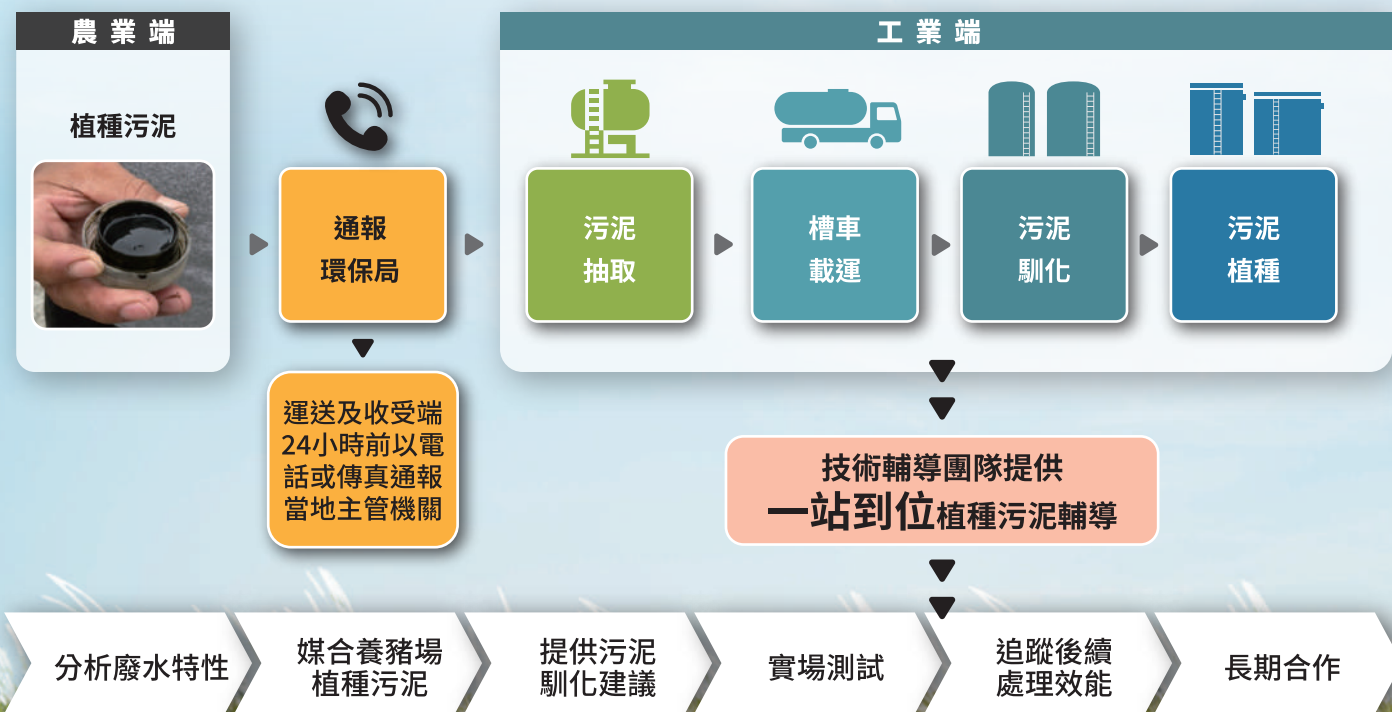 農業端
植種污泥
通報
環保局
運送及收受端
24小時前以電
話或傳真通報
當地主管機關
工業端
污泥
抽取
槽車
載運
污泥
馴化
污泥
植種
技術輔導團隊提供
一站到位植種污泥輔導
分析廢水特性
媒合養豬場
植種污泥
提供污泥
馴化建議
實場測試
追蹤後續
處理效能
長期合作